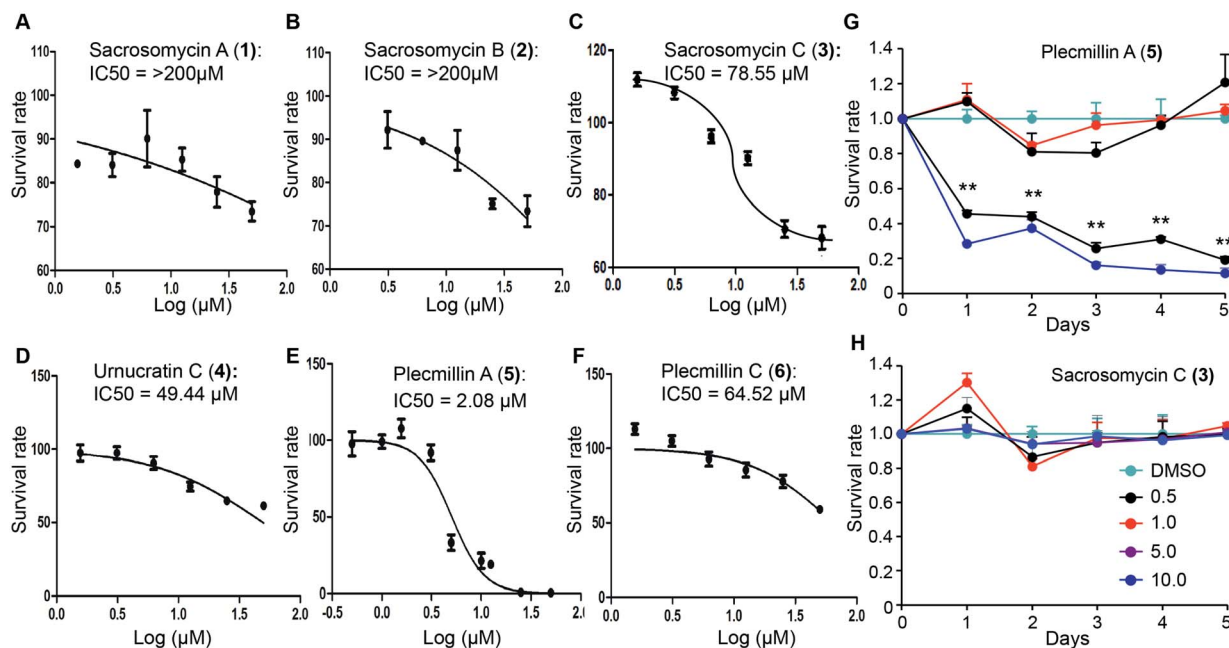 A
Sacrosomycin A (1):
IC50 = >200µM
Survival rate
110
100
90
80
70
60
0.0
0.5
1.0
1.5
2.0
Log (µM)
B
Sacrosomycin B (2):
IC50 = >200µM
Survival rate
110
100
90
80
70
60
0.0
0.5
1.0
1.5
2.0
Log (µM)
C
Sacrosomycin C (3):
IC50 = 78.55 µM
Survival rate
120
100
80
60
0.0
0.5
1.0
1.5
2.0
Log (µM)
G
Plecmillin A (5)
Survival rate
1.4
1.2
1.0
0.8
0.6
0.4
0.2
0
**
**
**
**
**
0
1
2
3
4
5
Days
D
Urnucratin C (4):
IC50 = 49.44 µM
Survival rate
150
100
50
0
0.0
0.5
1.0
1.5
2.0
Log (µM)
E
Plecmillin A (5):
IC50 = 2.08 µM
Survival rate
150
100
50
0
-0.5
0.0
0.5
1.0
1.5
2.0
Log (µM)
F
Plecmillin C (6):
IC50 = 64.52 µM
Survival rate
150
100
50
0
0.0
0.5
1.0
1.5
2.0
Log (µM)
H
Sacrosomycin C (3)
Survival rate
1.4
1.2
1.0
0.8
0.6
0.4
0.2
0
DMSO
0.5
1.0
5.0
10.0
0
1
2
3
4
5
Days